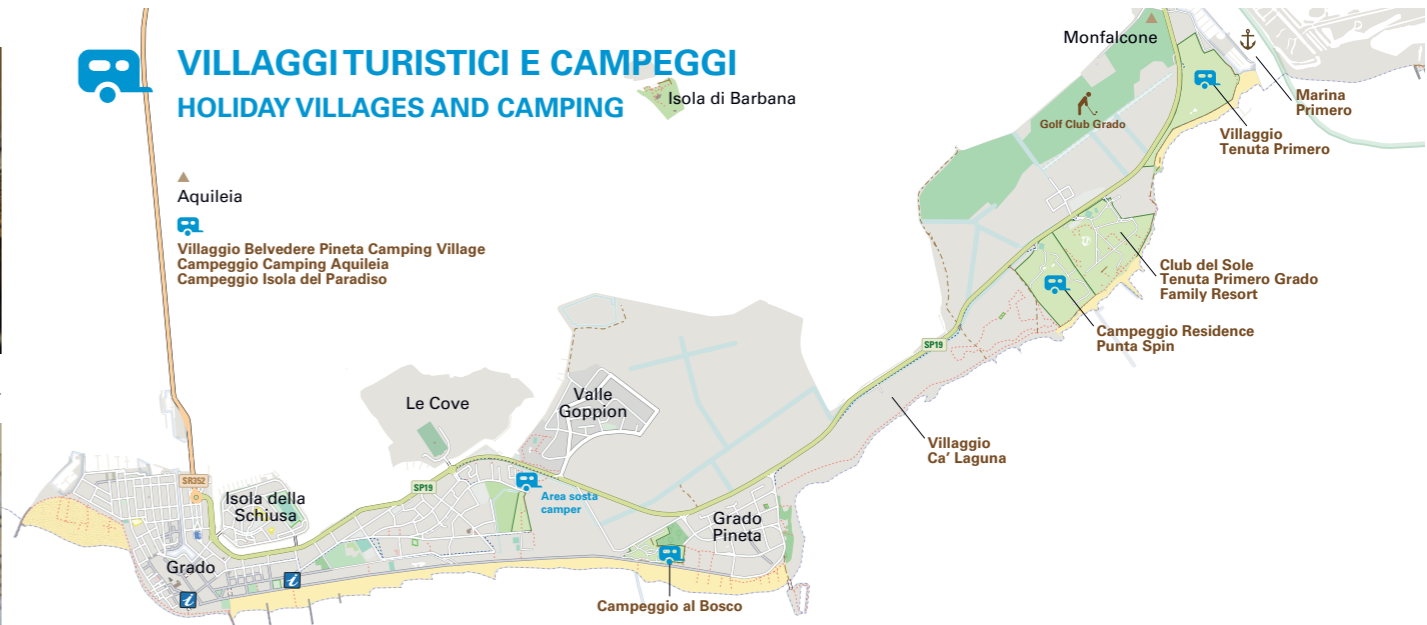 VILLAGGI TURISTICI E CAMPEGGI
HOLIDAY VILLAGES AND CAMPING
Isola di Barbana
Monfalcone
Golf Club Grado
Marina
Primero
Villaggio
Tenuta Primero
Aquileia
Villaggio Belvedere Pineta Camping Village
Campeggio Camping Aquileia
Campeggio Isola del Paradiso
Club del Sole
Tenuta Primero Grado
Family Resort
Campeggio Residence
Punta Spin
SP19
Le Cove
Valle
Goppion
Villaggio
Ca' Laguna
SR352
Isola della
Schiusa
SP19
Area sosta
camper
Grado
Pineta
Grado
i
i
Campeggio al Bosco